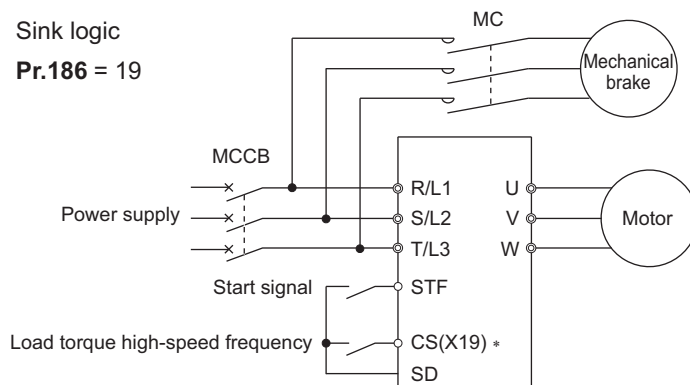 Sink logic
Pr.186 = 19
MC
Mechanical
brake
MCCB
Power supply
R/L1
S/L2
T/L3
U
V
W
Motor
Start signal
STF
Load torque high-speed frequency
CS(X19) *
SD